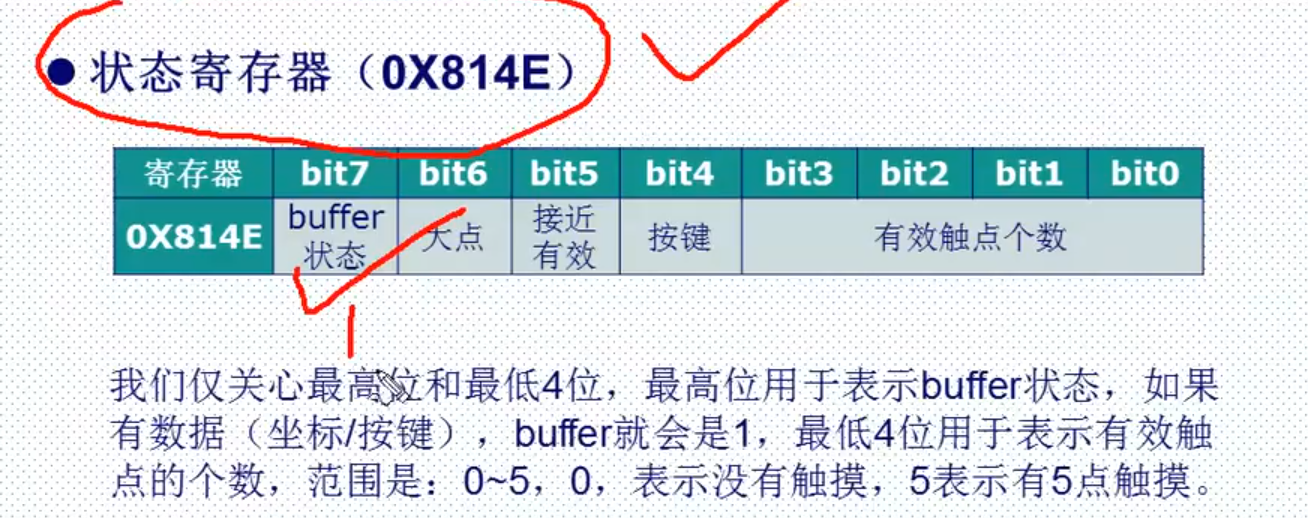 ● 状态寄存器（0X814E）
寄存器 bit7 bit6 bit5 bit4 bit3 bit2 bit1 bit0
0X814E buffer状态 大点 接近有效 按键 有效触点个数
我们仅关心最高位和最低4位，最高位用于表示buffer状态，如果
有数据（坐标/按键），buffer就会是1，最低4位用于表示有效触
点的个数，范围是：0~5，0，表示没有触摸，5表示有5点触摸。